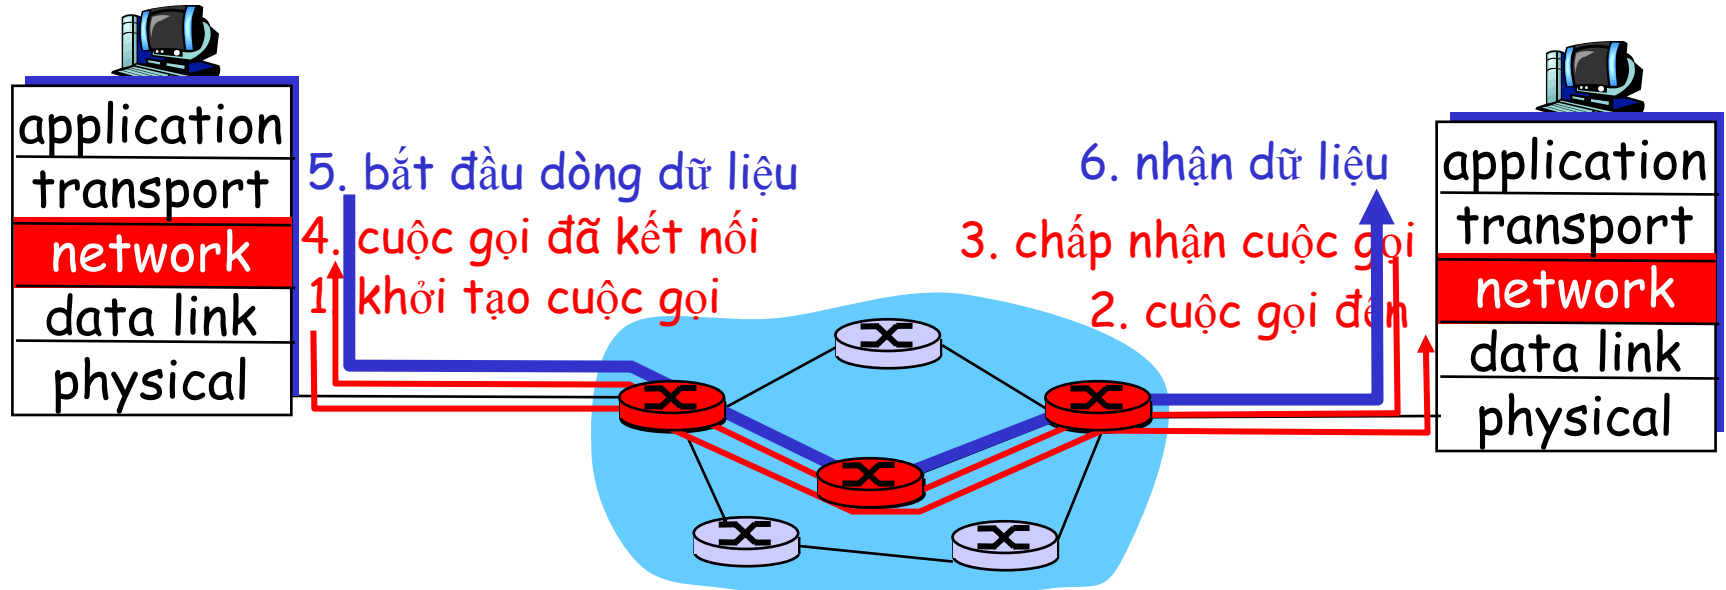 application
transport
network
data link
physical
5. bắt đầu dòng dữ liệu
4. cuộc gọi đã kết nối
1. khởi tạo cuộc gọi
6. nhận dữ liệu
3. chấp nhận cuộc gọi
2. cuộc gọi đến
application
transport
network
data link
physical